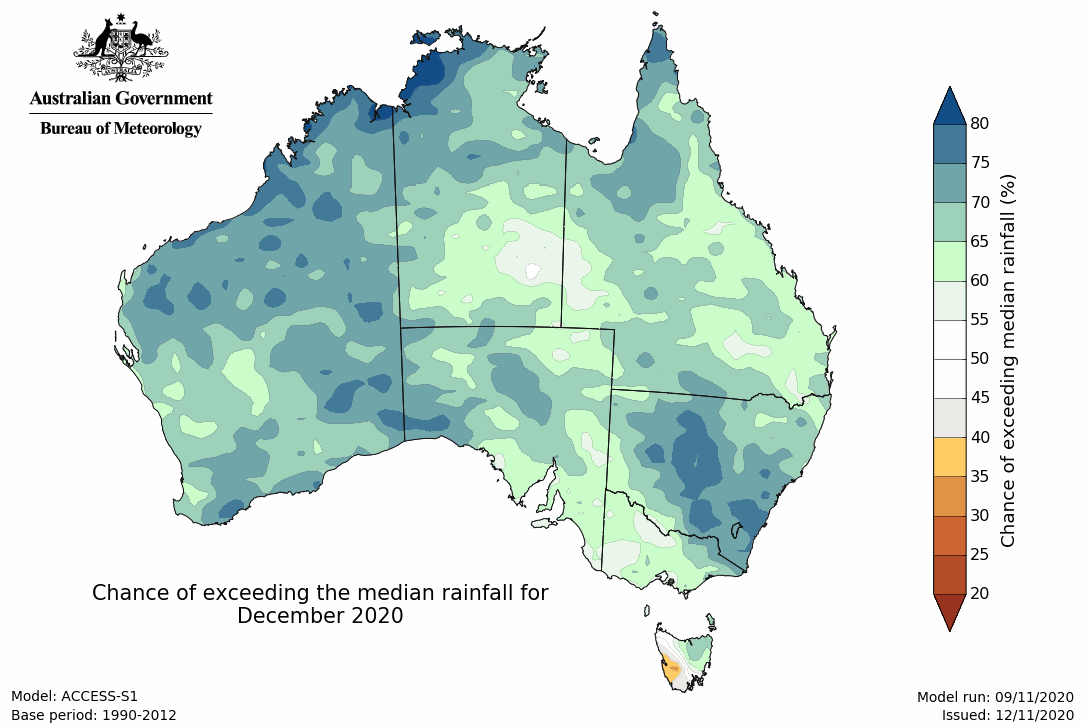 Australian Government
Bureau of Meteorology
80
75
70
65
60
55
50
45
40
35
30
25
20
Chance of exceeding median rainfall (%)
Chance of exceeding the median rainfall for
December 2020
Model: ACCESS-S1
Base period: 1990-2012
Model run: 09/11/2020
Issued: 12/11/2020